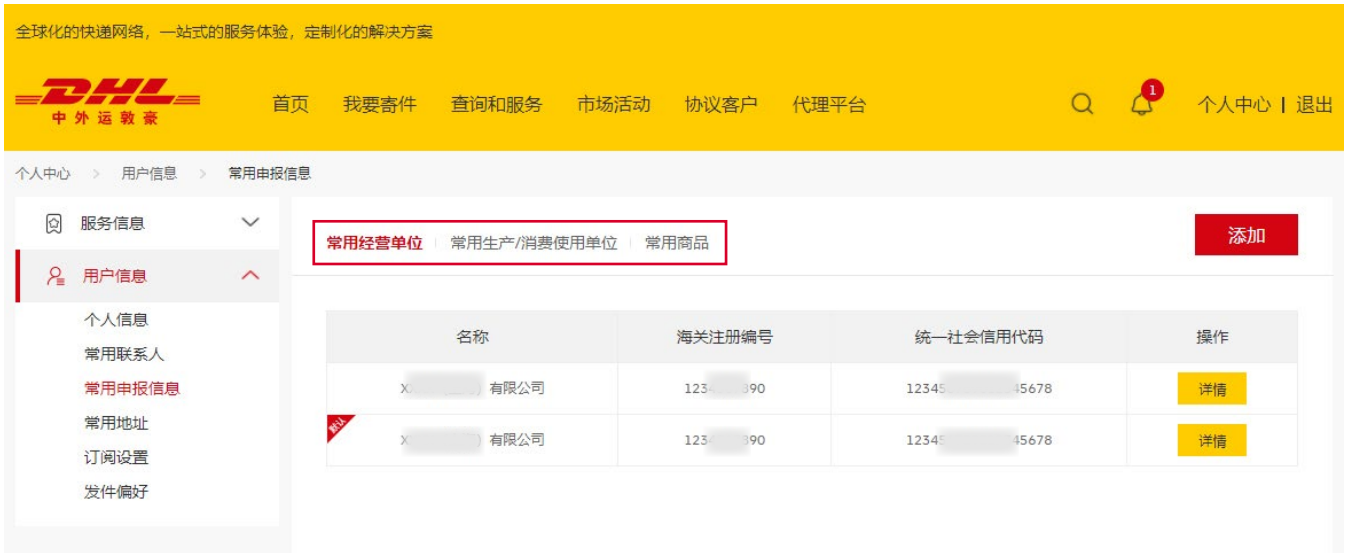 全球化的快递网络，一站式的服务体验，定制化的解决方案
DHL
中外运敦豪
首页 我要寄件 查询和服务 市场活动 协议客户 代理平台 1 个人中心 | 退出
个人中心 > 用户信息 > 常用申报信息
服务信息
用户信息
个人信息
常用联系人
常用申报信息
常用地址
订阅设置
发件偏好
常用经营单位 | 常用生产/消费使用单位 | 常用商品
添加
名称 海关注册编号 统一社会信用代码 操作
X ) 有限公司 123 390 12345 45678 详情
默认
X ) 有限公司 123 390 12345 45678 详情